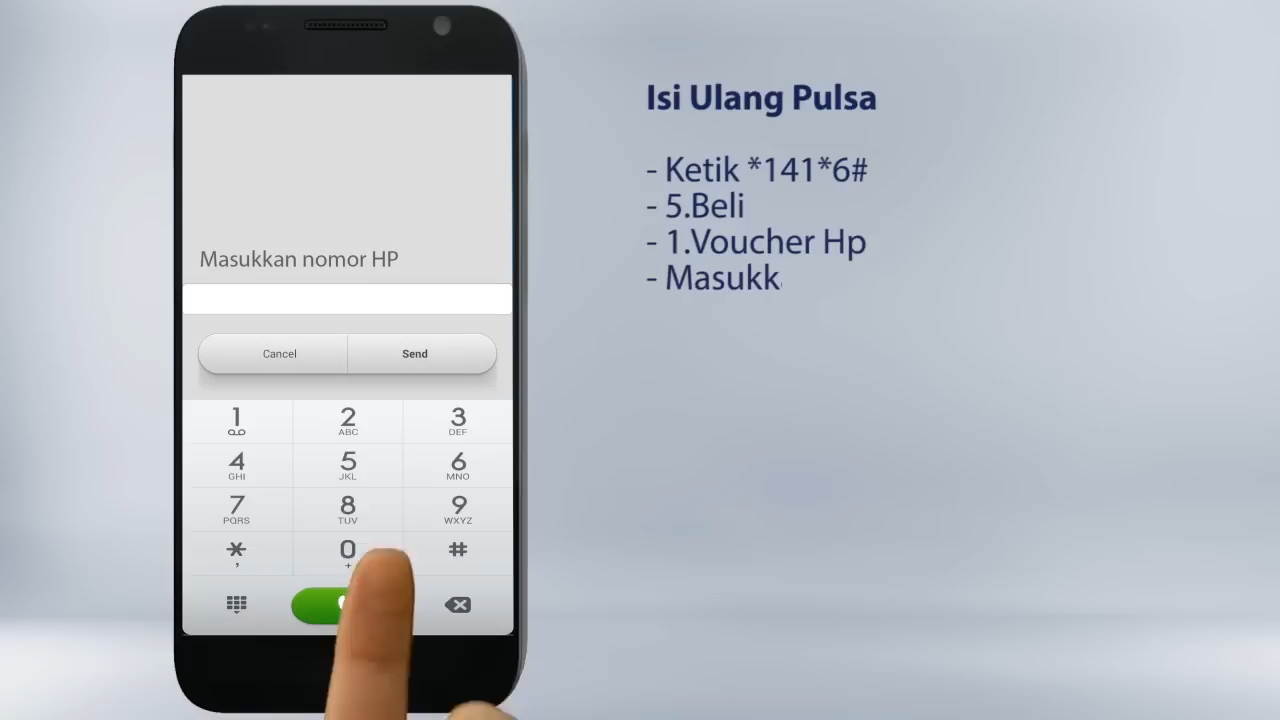 Masukkan nomor HP
Cancel
Send
1
2
ABC
3
DEF
4
GHI
5
JKL
6
MNO
7
PQRS
8
TUV
9
WXYZ
*
,
0
+
#
Isi Ulang Pulsa
- Ketik *141*6#
- 5.Beli
- 1.Voucher Hp
- Masukk